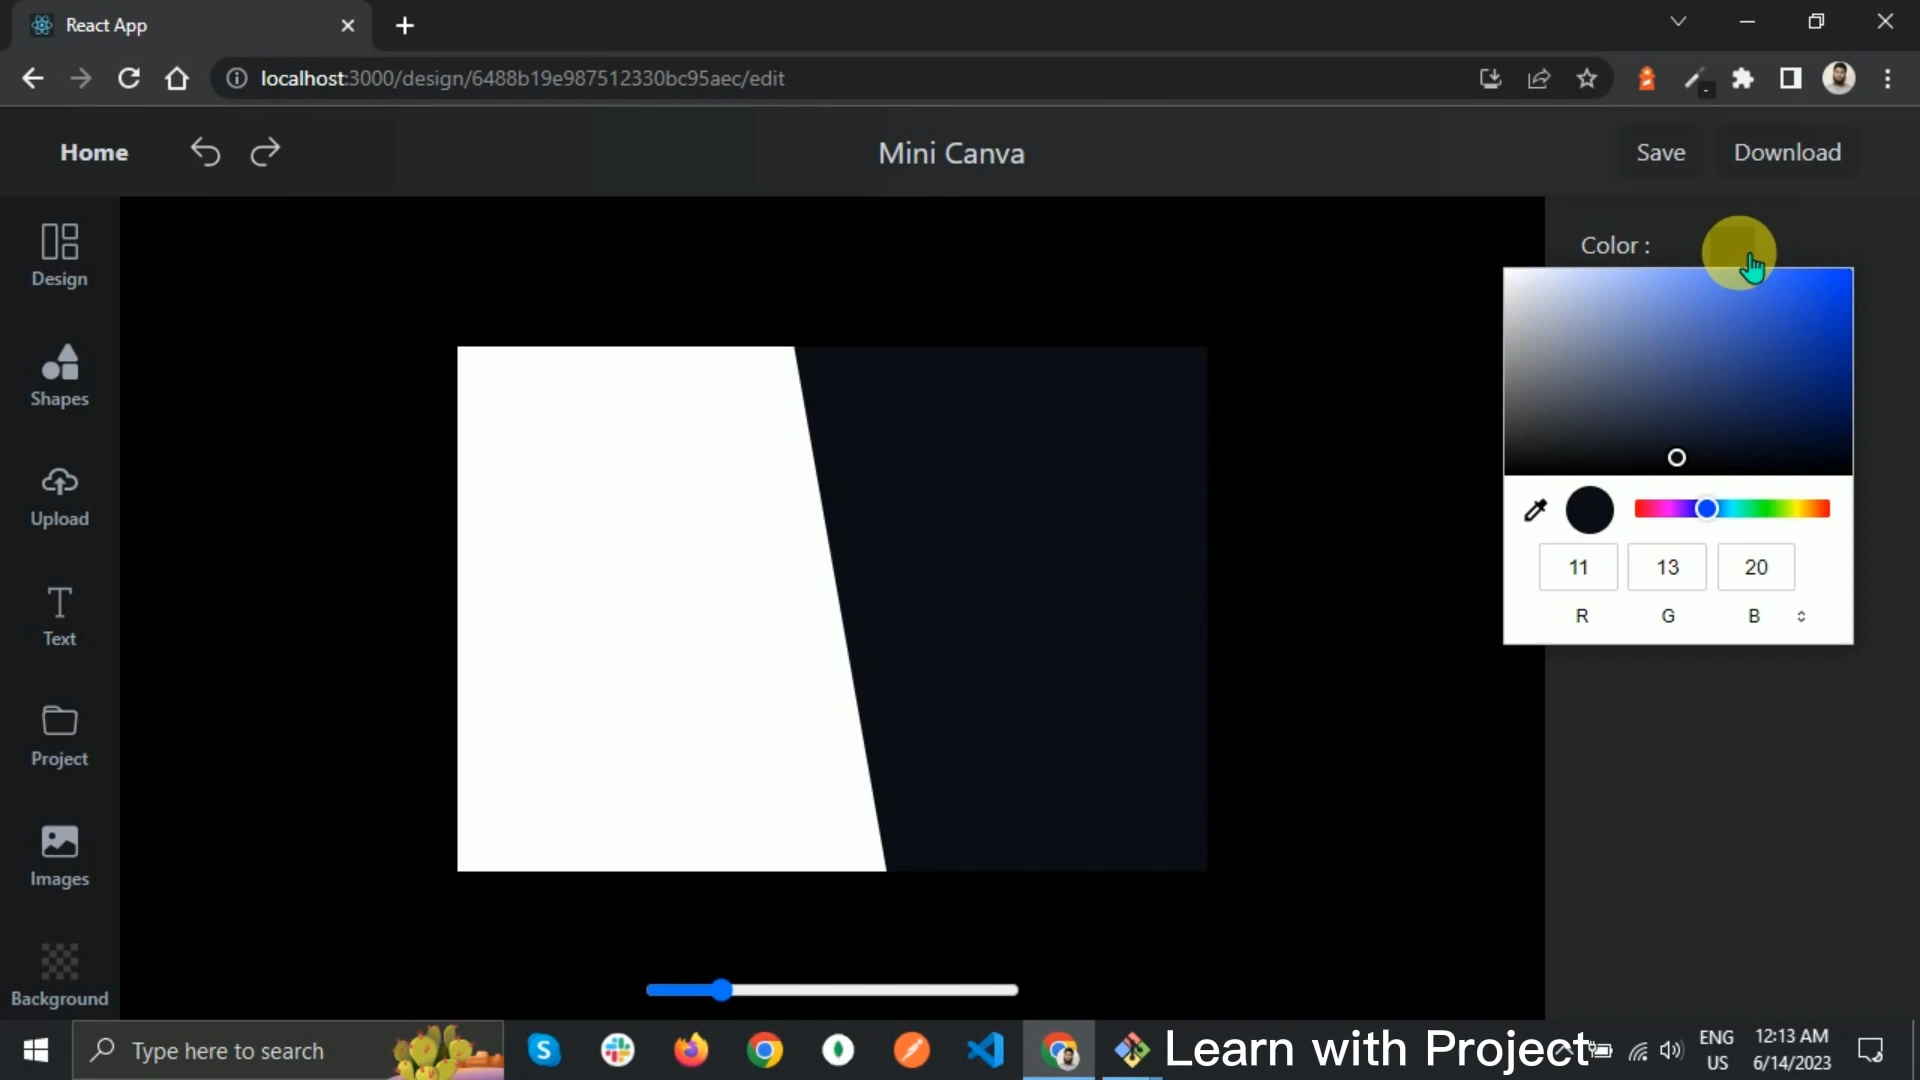 React App
localhost:3000/design/6488b19e987512330bc95aec/edit
Home
Mini Canva
Save
Download
Design
Shapes
Upload
Text
Project
Images
Background
Color :
11
13
20
R
G
B
Type here to search
Learn with Project
ENG
US
12:13 AM
6/14/2023